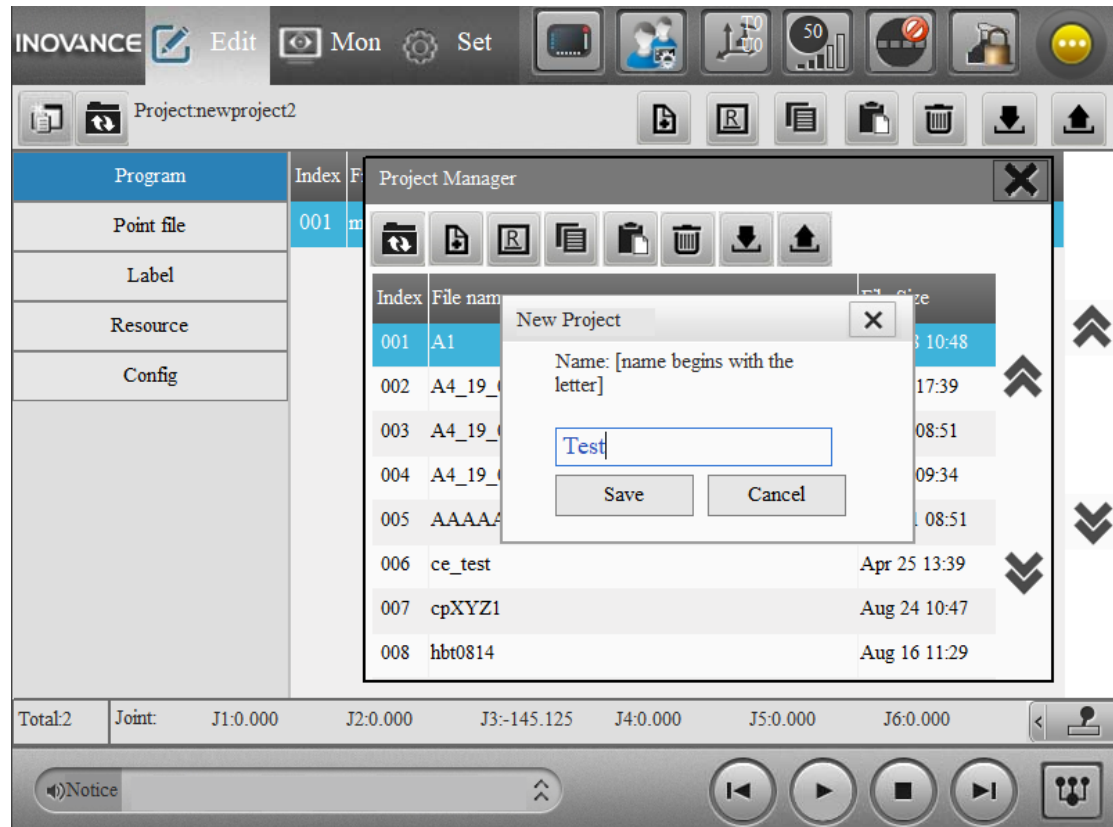 INOVANCE Edit Mon Set 50
Project:newproject2
R
Program
Point file
Label
Resource
Config
Index
001
Project Manager
R
Index File nam
001 A1 10:48
002 A4_19_ 17:39
003 A4_19_ 08:51
004 A4_19_ 09:34
005 AAAAA 08:51
006 ce_test Apr 25 13:39
007 cpXYZ1 Aug 24 10:47
008 hbt0814 Aug 16 11:29
New Project
Name: [name begins with the
letter]
Test
Save Cancel
Total:2 Joint: J1:0.000 J2:0.000 J3:-145.125 J4:0.000 J5:0.000 J6:0.000
Notice